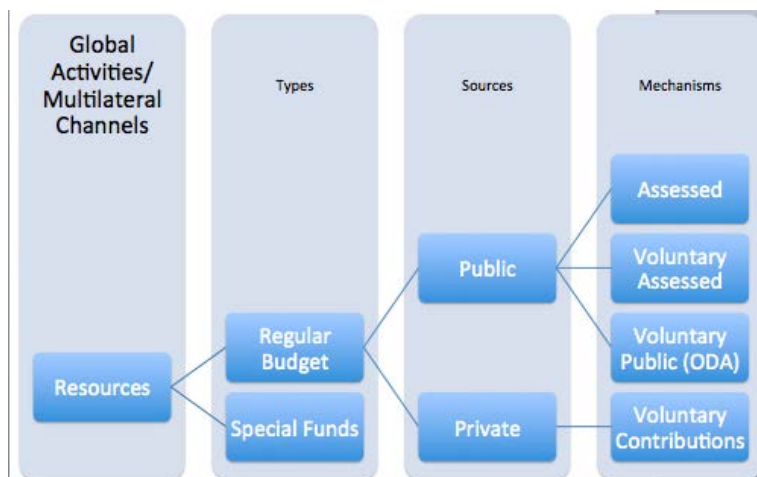 Global
Activities/
Multilateral
Channels
Types
Sources
Mechanisms
Assessed
Public
Voluntary
Assessed
Regular
Budget
Voluntary
Public (ODA)
Resources
Special Funds
Private
Voluntary
Contributions